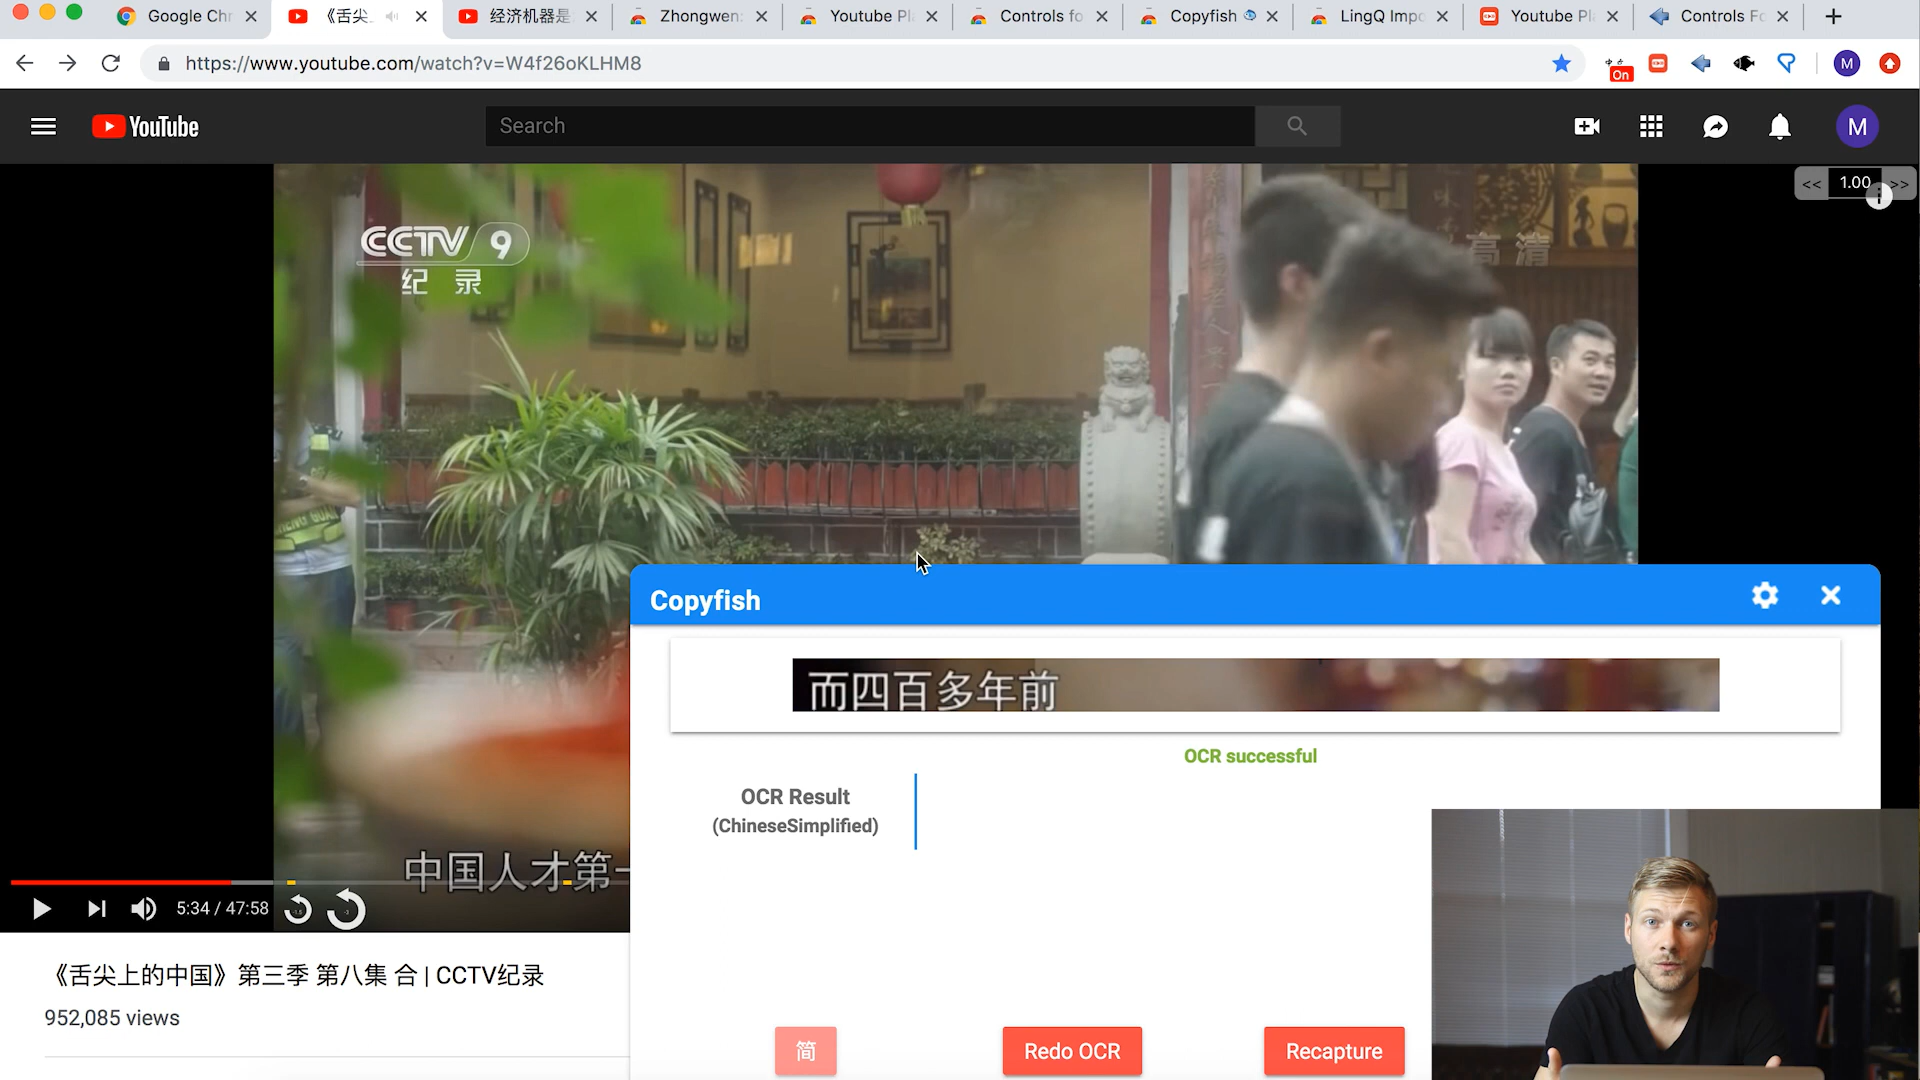 Google Chr
《舌尖
经济机器是
Zhongwen:
Youtube Pl
Controls fo
Copyfish
LingQ Impo
Youtube Pl
Controls Fo
https://www.youtube.com/watch?v=W4f26oKLHM8
中
On
M
YouTube
Search
M
CCTV 9
纪 录
高清
<< 1.00 >>
i
Copyfish
而四百多年前
OCR successful
OCR Result
(ChineseSimplified)
中国人才第一
5:34 / 47:58
《舌尖上的中国》第三季 第八集 合 | CCTV纪录
952,085 views
简
Redo OCR
Recapture